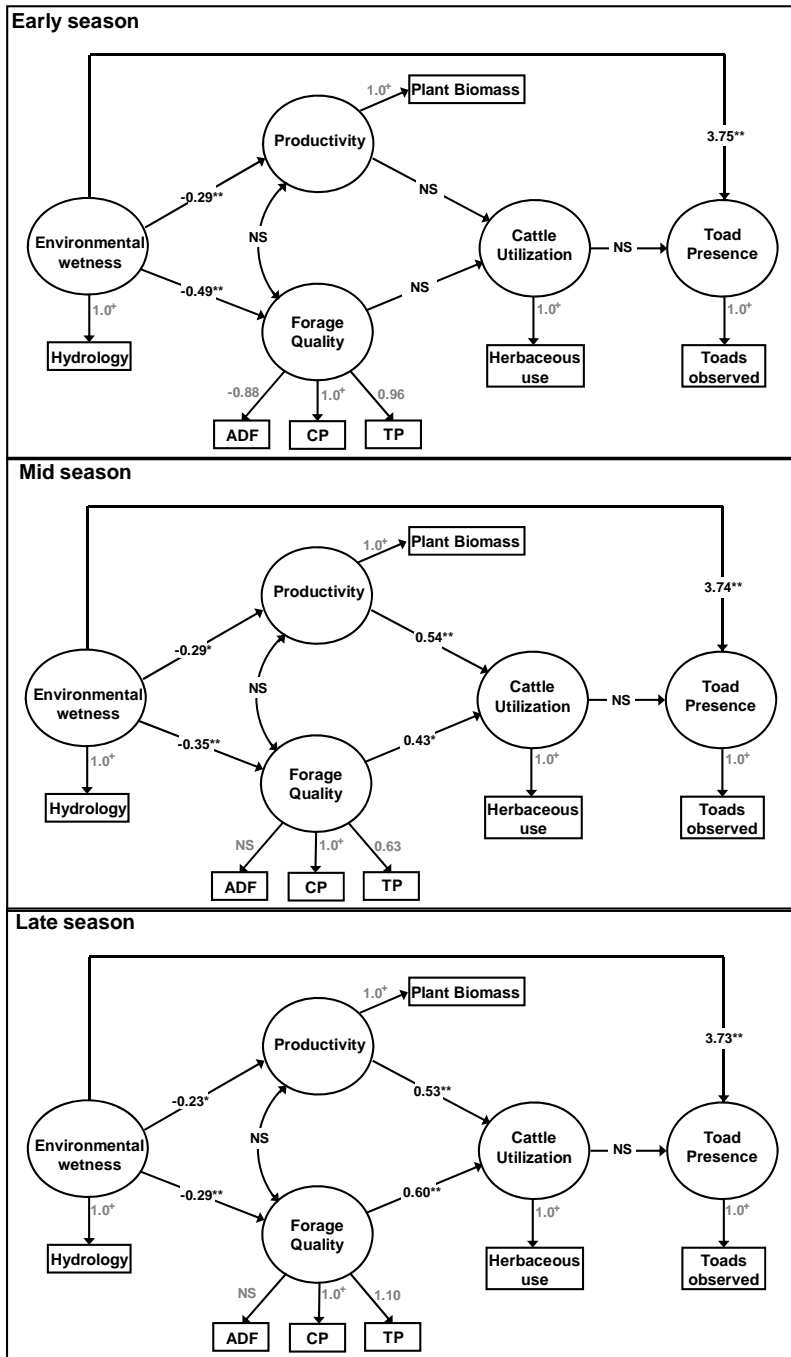 Early season
1.0+
Plant Biomass
Productivity
3.75**
-0.29**
NS
Environmental
wetness
NS
Cattle
Utilization
NS
Toad
Presence
-0.49**
NS
1.0+
Forage
Quality
1.0+
1.0+
Hydrology
Herbaceous
use
Toads
observed
-0.88
1.0+
0.96
ADF
CP
TP
Mid season
1.0+
Plant Biomass
Productivity
3.74**
-0.29*
0.54**
Environmental
wetness
NS
Cattle
Utilization
NS
Toad
Presence
-0.35**
0.43*
1.0+
Forage
Quality
1.0+
1.0+
Hydrology
Herbaceous
use
Toads
observed
NS
1.0+
0.63
ADF
CP
TP
Late season
1.0+
Plant Biomass
Productivity
3.73**
-0.23*
0.53**
Environmental
wetness
NS
Cattle
Utilization
NS
Toad
Presence
-0.29**
0.60**
1.0+
Forage
Quality
1.0+
1.0+
Hydrology
Herbaceous
use
Toads
observed
NS
1.0+
1.10
ADF
CP
TP